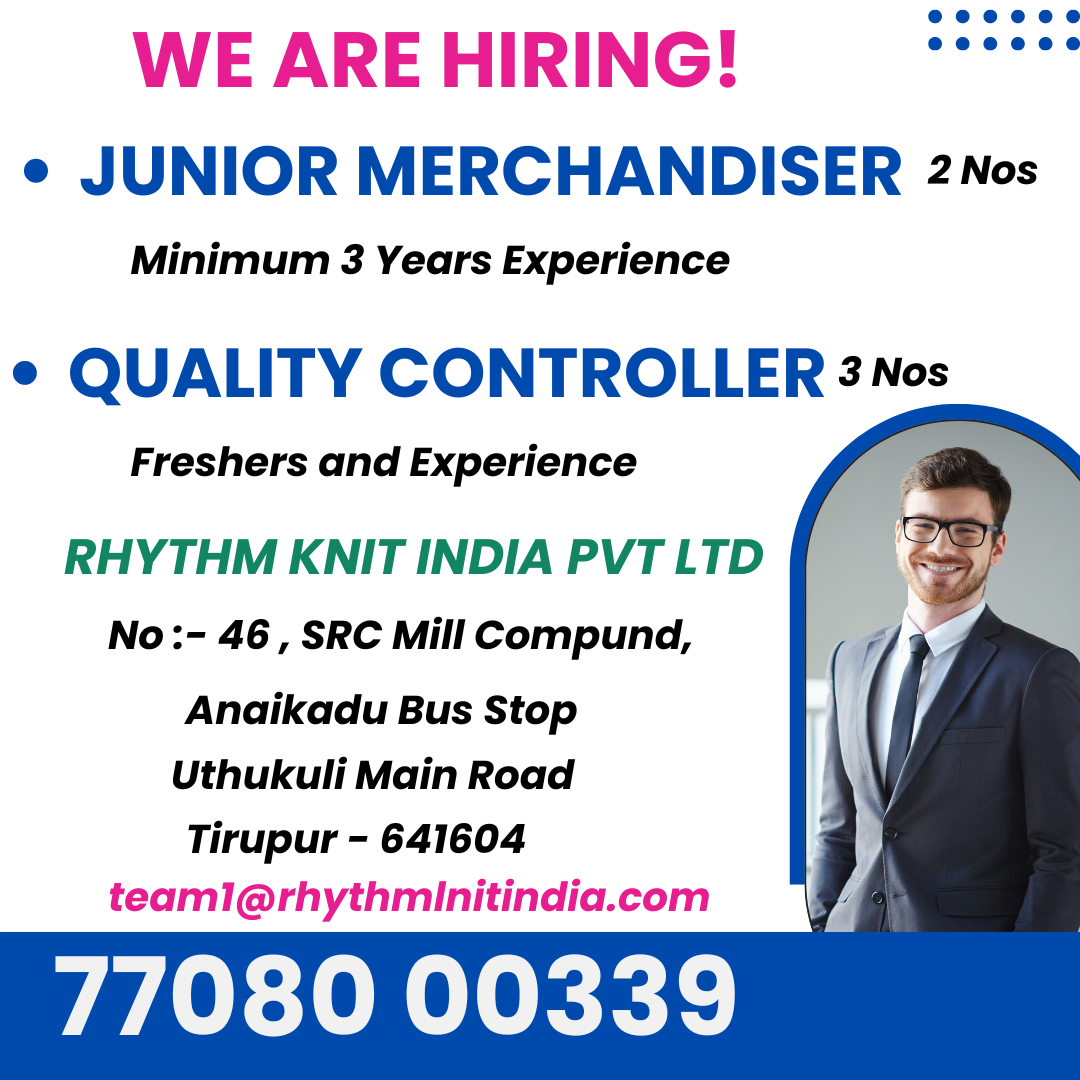 WE ARE HIRING!
• JUNIOR MERCHANDISER 2 Nos
Minimum 3 Years Experience
• QUALITY CONTROLLER 3 Nos
Freshers and Experience
RHYTHM KNIT INDIA PVT LTD
No :- 46 , SRC Mill Compund,
Anaikadu Bus Stop
Uthukuli Main Road
Tirupur - 641604
team1@rhythmlnitindia.com
77080 00339